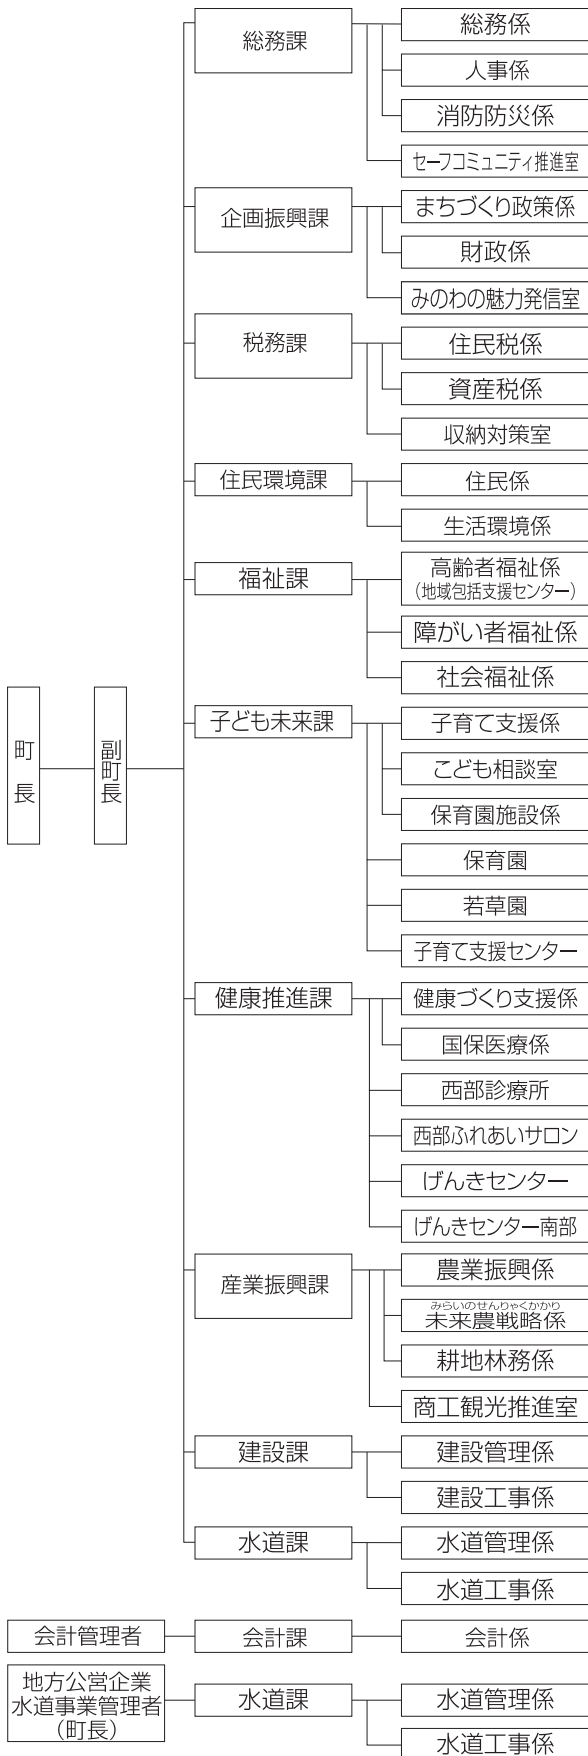 町長
副町長
総務課
総務係
人事係
消防防災係
セーフコミュニティ推進室
企画振興課
まちづくり政策係
財政係
みのわの魅力発信室
税務課
住民税係
資産税係
収納対策室
住民環境課
住民係
生活環境係
福祉課
高齢者福祉係
(地域包括支援センター)
障がい者福祉係
社会福祉係
子ども未来課
子育て支援係
こども相談室
保育園施設係
保育園
若草園
子育て支援センター
健康推進課
健康づくり支援係
国保医療係
西部診療所
西部ふれあいサロン
げんきセンター
げんきセンター南部
産業振興課
農業振興係
みらいのせんりゃくかかり
未来農戦略係
耕地林務係
商工観光推進室
建設課
建設管理係
建設工事係
水道課
水道管理係
水道工事係
会計管理者
会計課
会計係
地方公営企業
水道事業管理者
(町長)
水道課
水道管理係
水道工事係